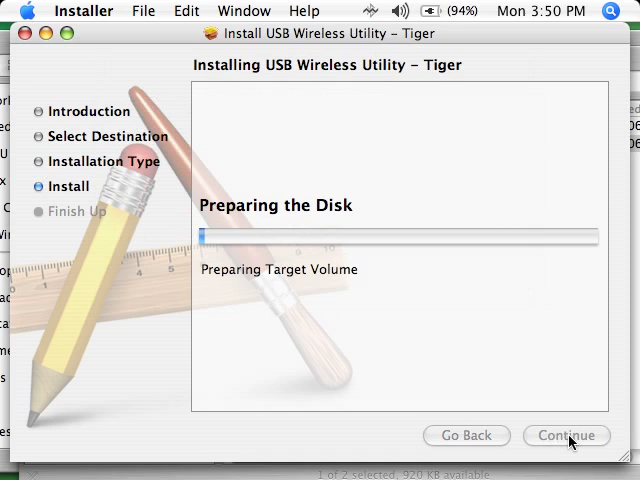 Installer File Edit Window Help (94%) Mon 3:50 PM
Install USB Wireless Utility – Tiger
Installing USB Wireless Utility – Tiger
Introduction
Select Destination
Installation Type
Install
Finish Up
Preparing the Disk
Preparing Target Volume
Go Back Continue
1 of 2 selected, 920 KB available